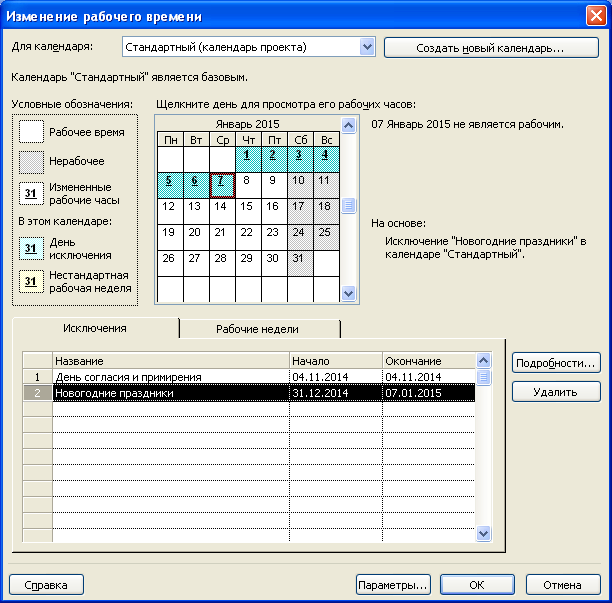 Изменение рабочего времени
Для календаря: Стандартный (календарь проекта) Создать новый календарь...
Календарь "Стандартный" является базовым.
Условные обозначения:
Рабочее время
Нерабочее
31 Измененные
рабочие часы
В этом календаре:
31 День
исключения
31 Нестандартная
рабочая неделя
Щелкните день для просмотра его рабочих часов:
Январь 2015
Пн Вт Ср Чт Пт Сб Вс
1 2 3 4
5 6 7 8 9 10 11
12 13 14 15 16 17 18
19 20 21 22 23 24 25
26 27 28 29 30 31
07 Январь 2015 не является рабочим.
На основе:
Исключение "Новогодние праздники" в
календаре "Стандартный".
Исключения Рабочие недели
Название Начало Окончание
1 День согласия и примирения 04.11.2014 04.11.2014
2 Новогодние праздники 31.12.2014 07.01.2015
Подробности...
Удалить
Справка Параметры... ОК Отмена